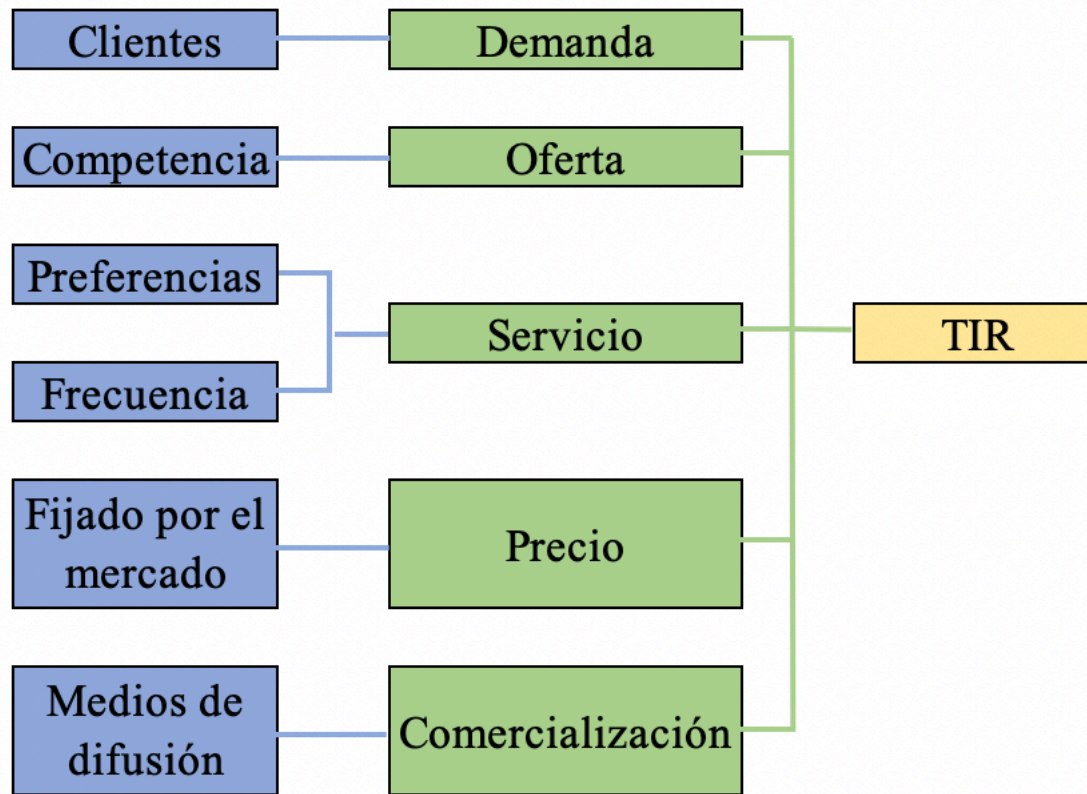 Clientes
Demanda
Competencia
Oferta
Preferencias
Servicio
TIR
Frecuencia
Fijado por el
mercado
Precio
Medios de
difusión
Comercialización